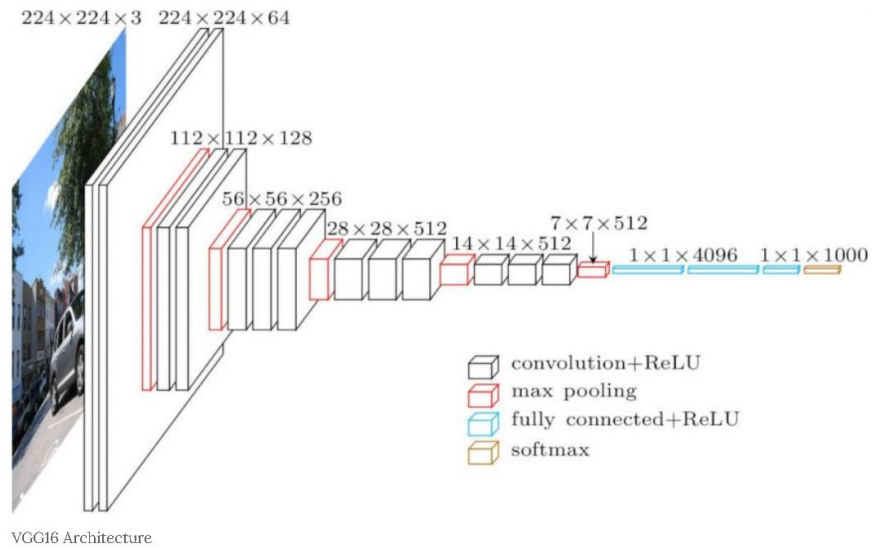 224×224×3
224×224×64
112×112×128
56×56×256
28×28×512
14×14×512
7×7×512
1×1×4096
1×1×1000
convolution+ReLU
max pooling
fully connected+ReLU
softmax
VGG16 Architecture